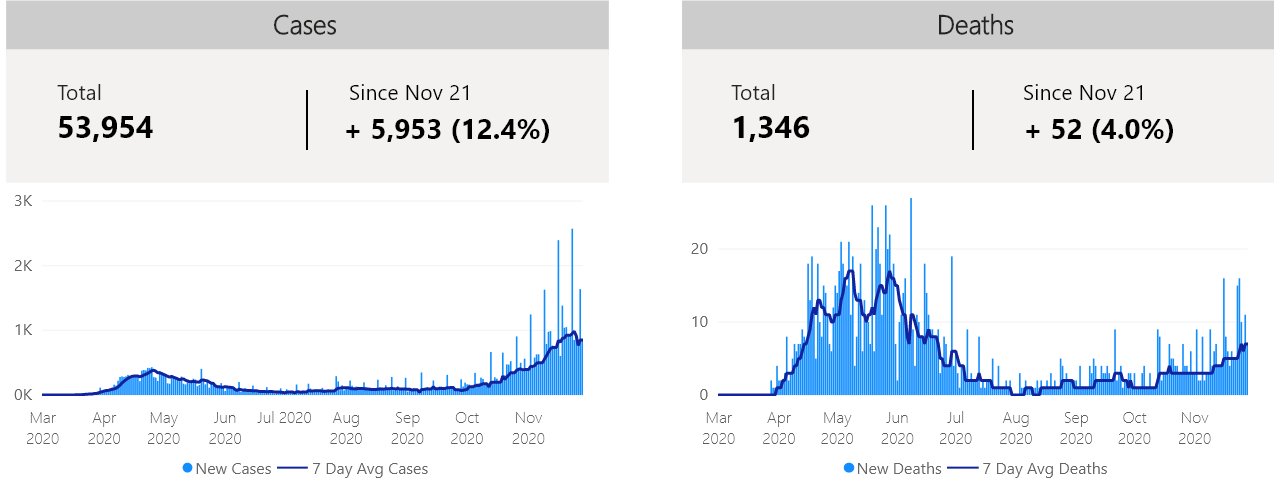 Cases
Total
53,954
Since Nov 21
+ 5,953 (12.4%)
3K
2K
1K
0K
Mar 2020
Apr 2020
May 2020
Jun 2020
Jul 2020
Aug 2020
Sep 2020
Oct 2020
Nov 2020
New Cases
7 Day Avg Cases
Deaths
Total
1,346
Since Nov 21
+ 52 (4.0%)
20
10
0
Mar 2020
Apr 2020
May 2020
Jun 2020
Jul 2020
Aug 2020
Sep 2020
Oct 2020
Nov 2020
New Deaths
7 Day Avg Deaths